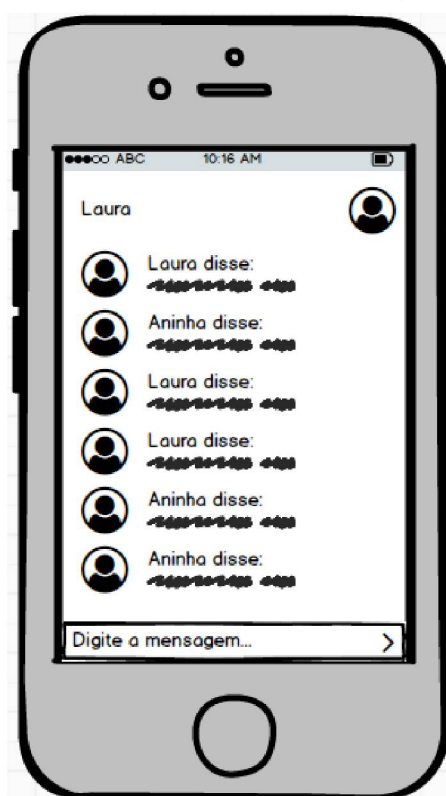 ABC 10:16 AM
Laura
Laura disse:
Aninha disse:
Laura disse:
Laura disse:
Aninha disse:
Aninha disse:
Digite a mensagem...